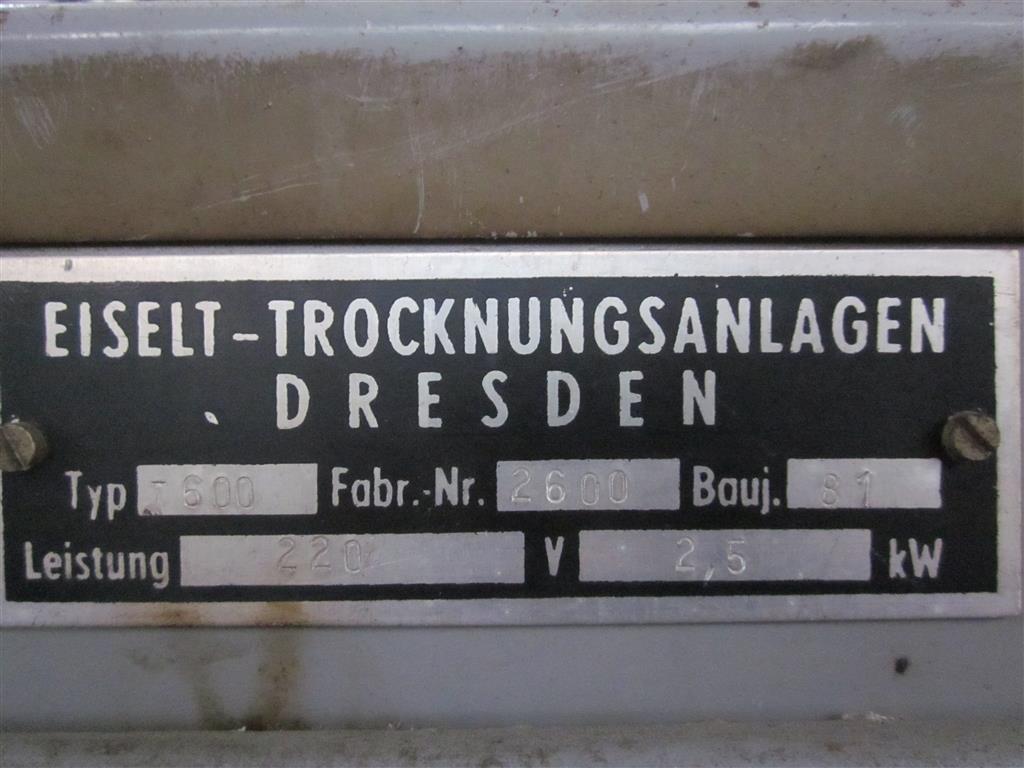 EISELT-TROCKNUNGSANLAGEN
DRESDEN
Typ T600 Fabr.-Nr. 2600 Bauj. 81
Leistung 220 V 2,5 kW